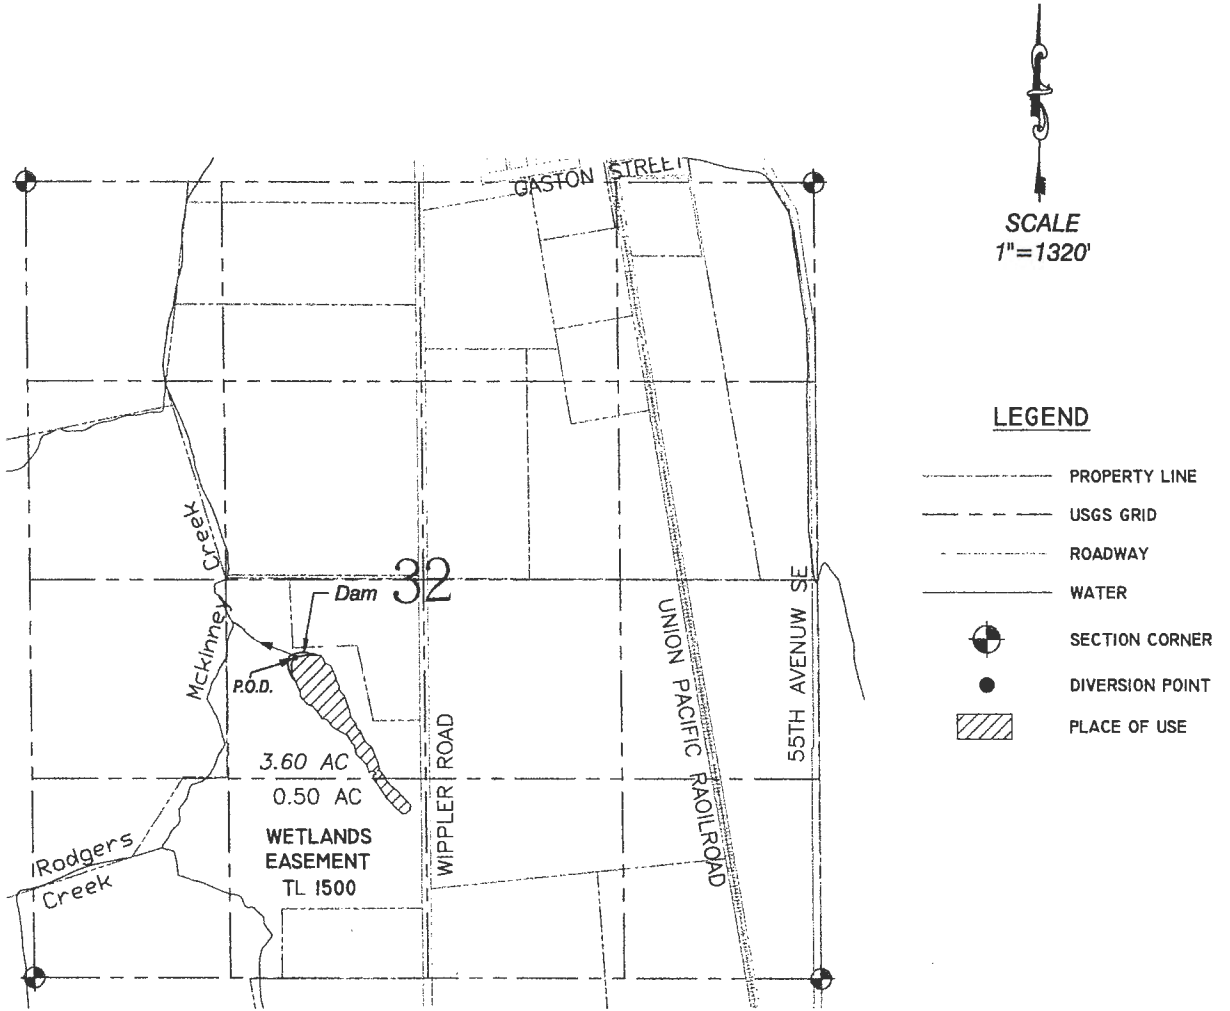 SCALE
1"=1320'
GASTON STREET
LEGEND
PROPERTY LINE
USGS GRID
ROADWAY
WATER
SECTION CORNER
DIVERSION POINT
PLACE OF USE
Mckinney Creek
32
Dam
P.O.D.
UNION PACIFIC RAOILROAD
55TH AVENUW SE
WIPPLER ROAD
3.60 AC
0.50 AC
WETLANDS
EASEMENT
TL 1500
Rodgers
Creek